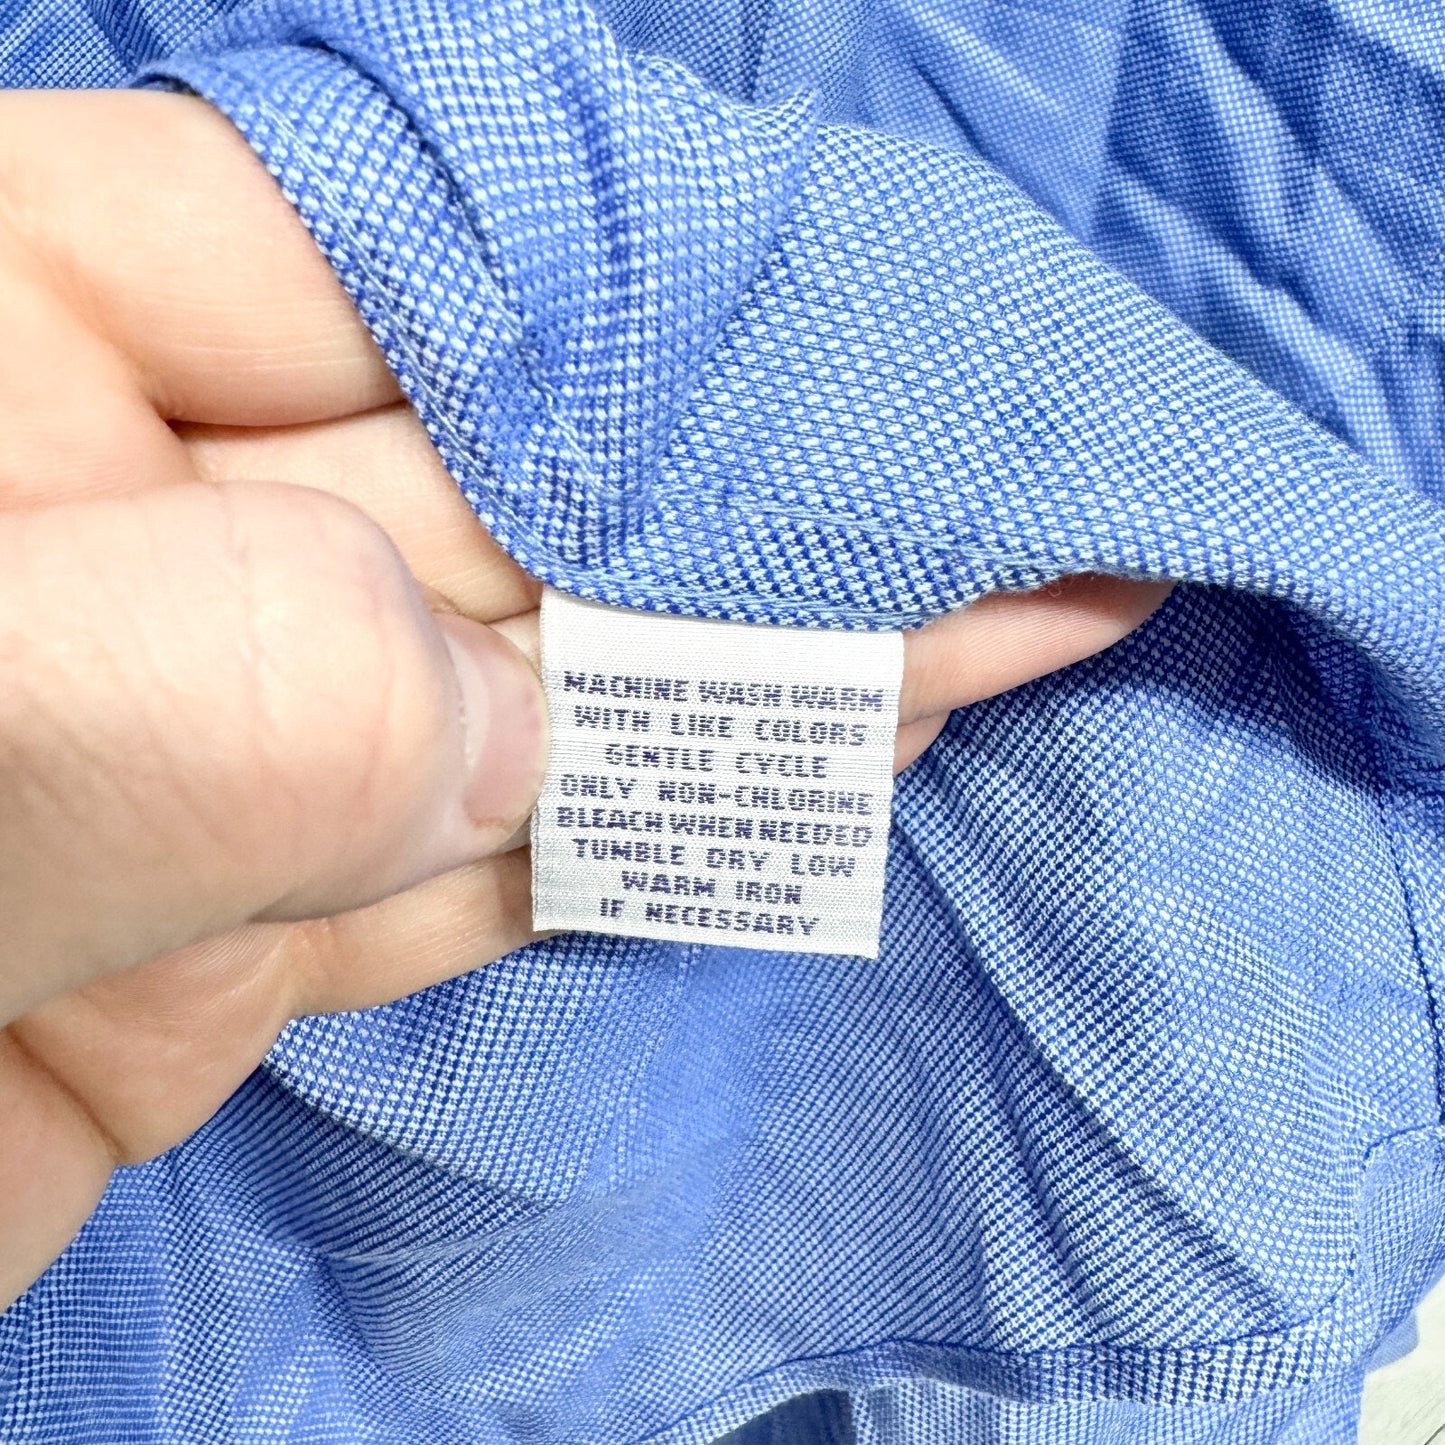 MACHINE WASH WARM
WITH LIKE COLORS
GENTLE CYCLE
ONLY NON-CHLORINE
BLEACH WHEN NEEDED
TUMBLE DRY LOW
WARM IRON
IF NECESSARY